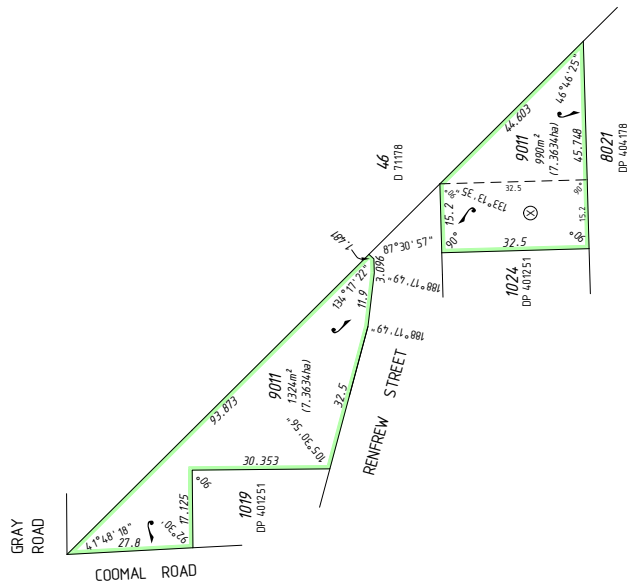 46
D 71178
44.603
46°46'25"
9011
990m²
(7.3634ha)
45.748
8021
DP 404178
32.5
90°
133°13'35"
90°
15.2
X
15.2
90°
90°
32.5
1024
DP 401251
1.481
87°30'57"
134°17'22"
3.096
188°17'49"
11.9
188°17'49"
9011
1324m²
(7.3634ha)
93.873
32.5
RENFREW STREET
105°30'56"
30.353
90°
17.125
1019
DP 401251
92°30'
41°48'18"
27.8
GRAY
ROAD
COOMAL ROAD